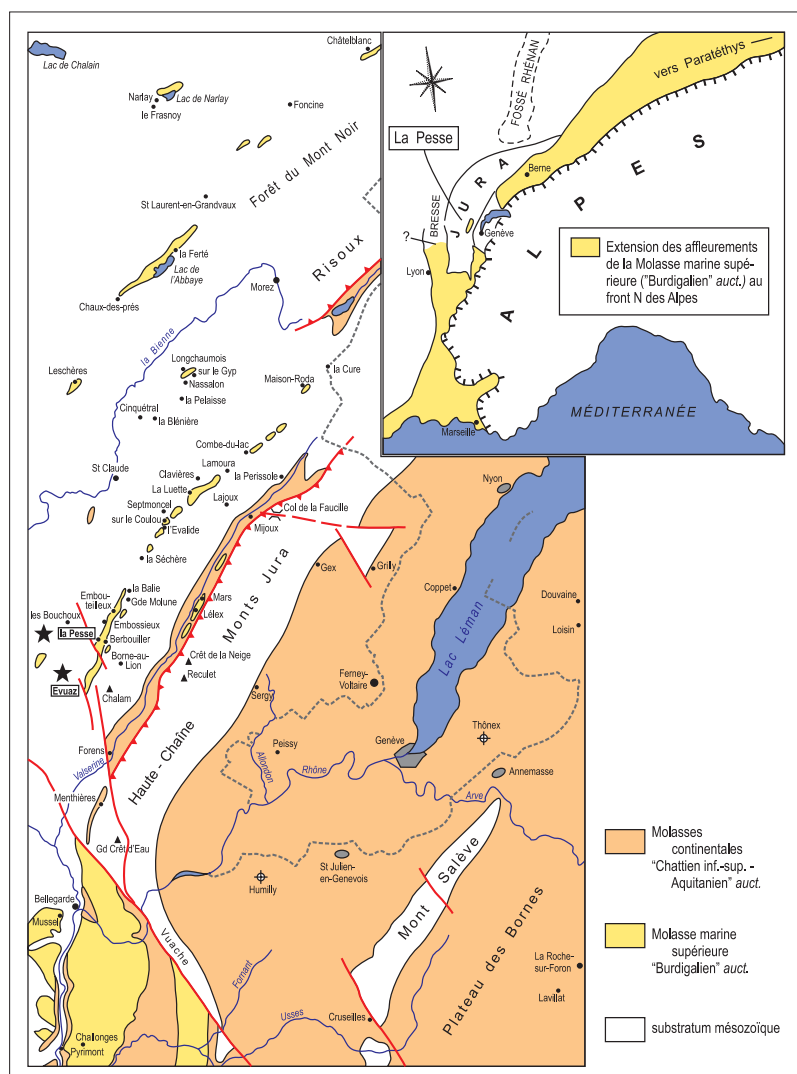 Châtelblanc
Lac de Chalain
Narlay
Lac de Narlay
le Frasnoy
Foncine
Forêt du Mont Noir
St Laurent-en-Grandvaux
la Ferté
Lac de
l'Abbaye
Chaux-des-prés
Risoux
Morez
la Bienne
Longchaumois
sur le Gyp
Nassalon
la Pelaisse
Leschères
Maison-Roda
la Cure
Cinquétral
la Blénière
Combe-du-lac
St Claude
Clavières
Lamoura
la Perissole
La Luette
Lajoux
Septmoncel
sur le Coulou
l'Evalide
Mijoux
Col de la Faucille
la Séchère
Gex
Grilly
Nyon
Monts Jura
Coppet
Douvaine
Loisin
Lac Léman
la Balie
Embou-
teilleux
Gde Molune
les Bouchoux
Embossieux
la Pesse
Berbouiller
Borne-au-
Lion
Mars
Lélex
Crêt de la Neige
Reculet
Evuaz
Chalam
Sergy
Ferney-
Voltaire
Forens
Valserine
Haute-Chaîne
Peissy
Allondon
Genève
Rhône
Thônex
Annemasse
Arve
Menthières
Gd Crêt d'Eau
St Julien-
en-Genevois
Humilly
Mont Salève
Bellegarde
Mussel
Vuache
Fornant
Plateau des Bornes
La Roche-
sur-Foron
Lavillat
Usses
Cruseilles
Chalonges
Pyrimont
vers Paratéthys
FOSSÉ RHÉNAN
La Pesse
JURA
Berne
ALPES
BRESSE
?
Genève
Lyon
Extension des affleurements
de la Molasse marine supé-
rieure ("Burdigalien" auct.) au
front N des Alpes
MÉDITERRANÉE
Marseille
Molasses
continentales
“Chattien inf.-sup. -
Aquitanien” auct.
Molasse marine
supérieure
“Burdigalien” auct.
substratum mésozoïque